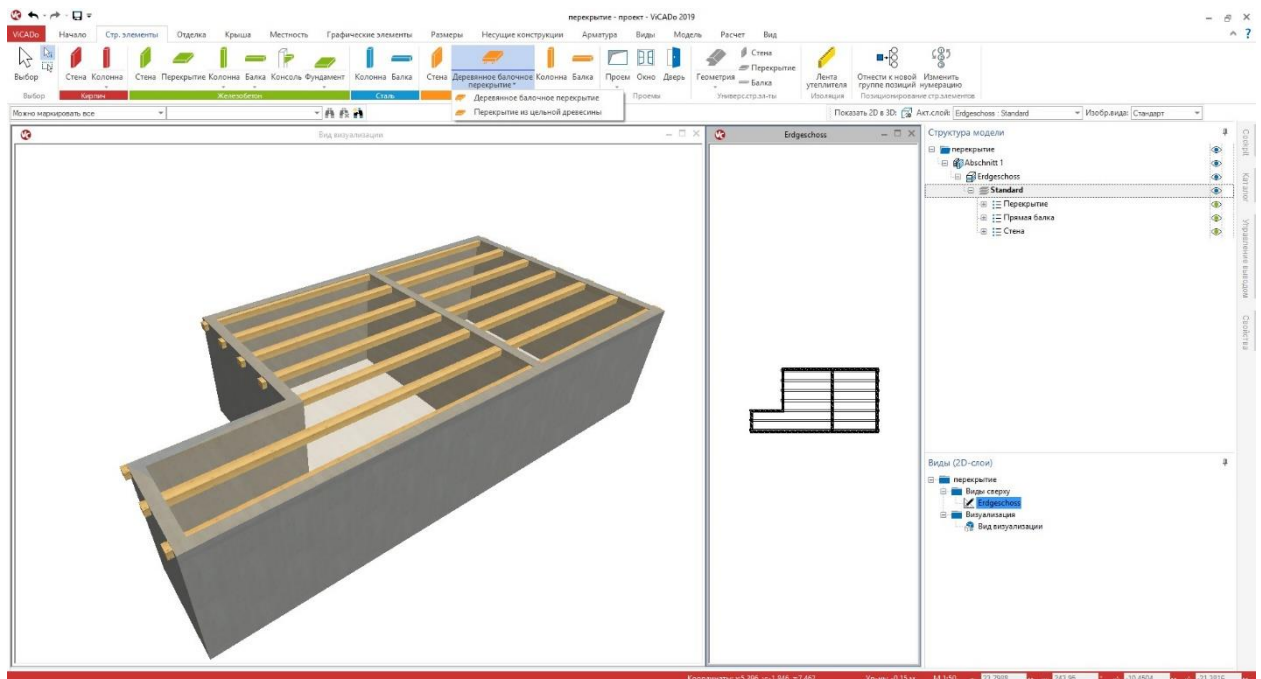 перекрытие - проект - ViCADo 2019
ViCADo Начало Стр. элементы Отделка Крыша Местность Графические элементы Размеры Несущие конструкции Арматура Виды Модель Расчет Вид
Стена
Перекрытие
Балка
Выбор Стена Колонна Стена Перекрытие Колонна Балка Консоль Фундамент Колонна Балка Стена Деревянное балочное перекрытие Колонна Балка Проем Окно Дверь Геометрия Лента утеплителя Отнести к новой группе позиций Изменить нумерацию
Выбор Кирпич Железобетон Сталь Проемы Универс.стр.эл-ты Изоляция Позиционирование стр.элементов
Деревянное балочное перекрытие
Перекрытие из цельной древесины
Можно маркировать все Показать 2D в 3D: Акт.слой: Erdgeschoss : Standard Изобр.вида: Стандарт
Вид визуализации
Erdgeschoss
Структура модели
перекрытие
Abschnitt 1
Erdgeschoss
Standard
Перекрытие
Прямая балка
Стена
Виды (2D-слои)
перекрытие
Виды сверху
Erdgeschoss
Визуализация
Вид визуализации
Cockpit
Каталог
Управление выводом
Свойства